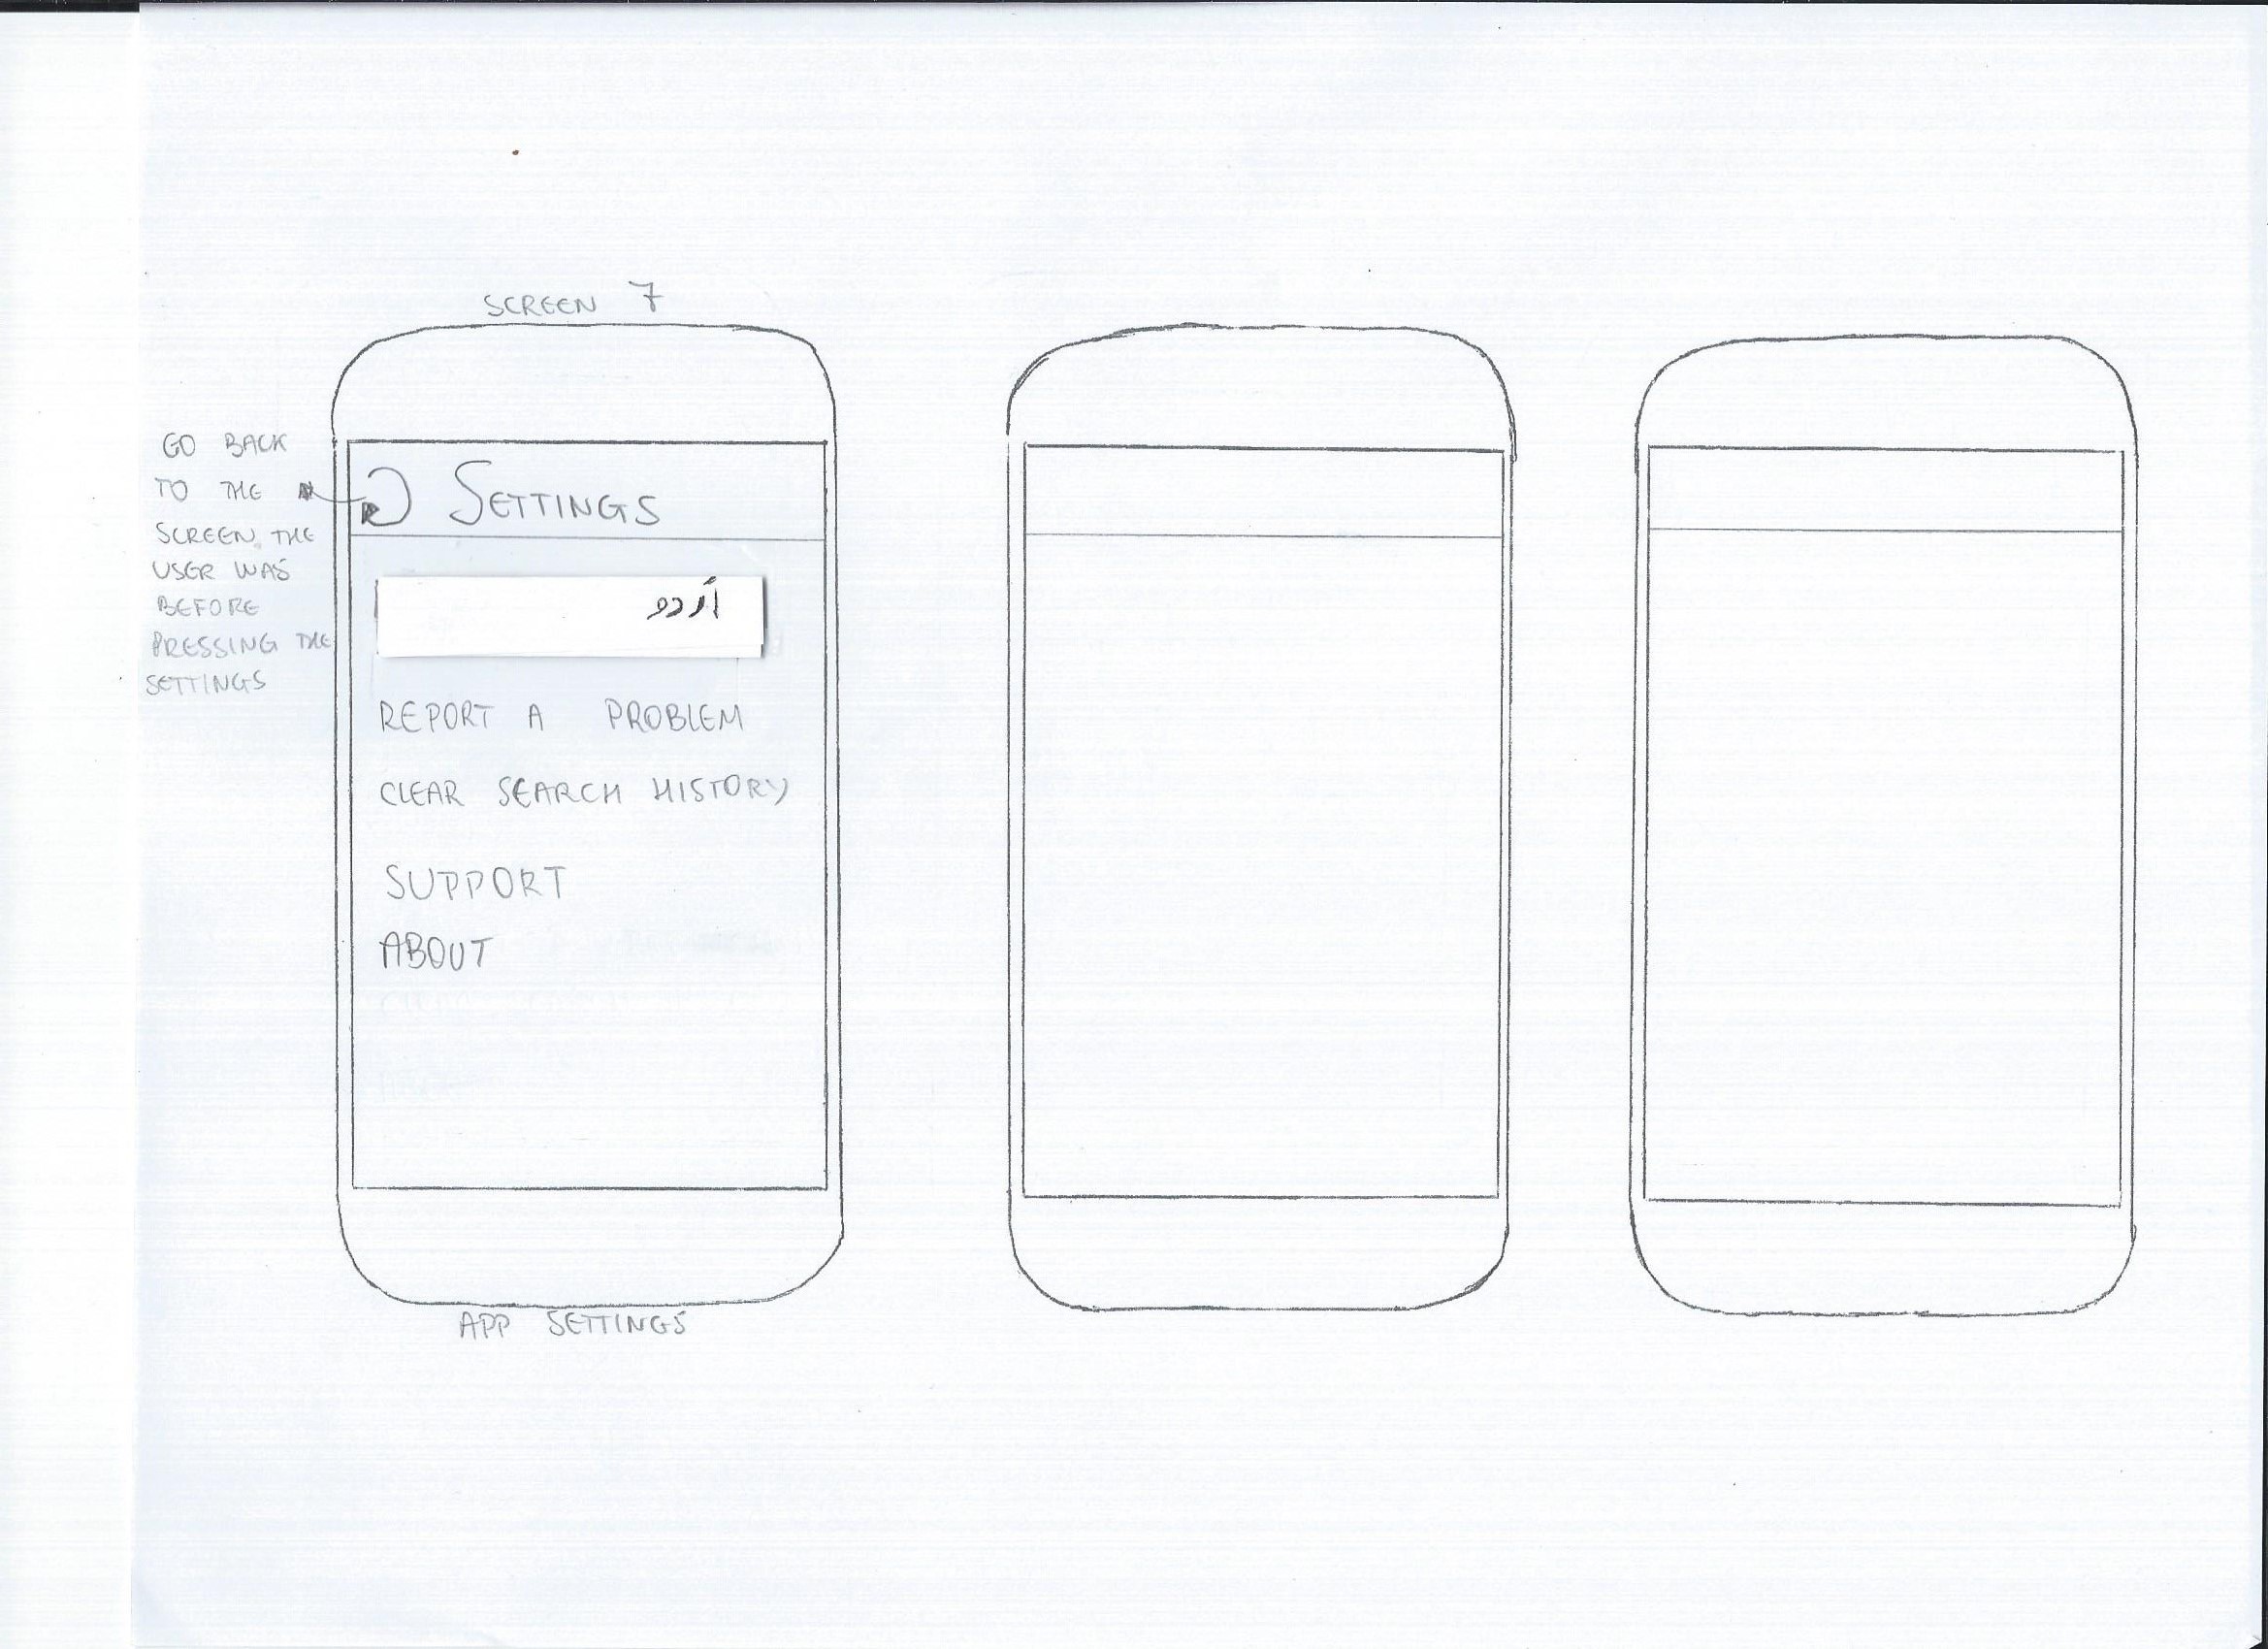 SCREEN 7
GO BACK
TO THE
SCREEN THE
USER WAS
BEFORE
PRESSING THE
SETTINGS
SETTINGS
اُردو
REPORT A PROBLEM
CLEAR SEARCH HISTORY
SUPPORT
ABOUT
APP SETTINGS